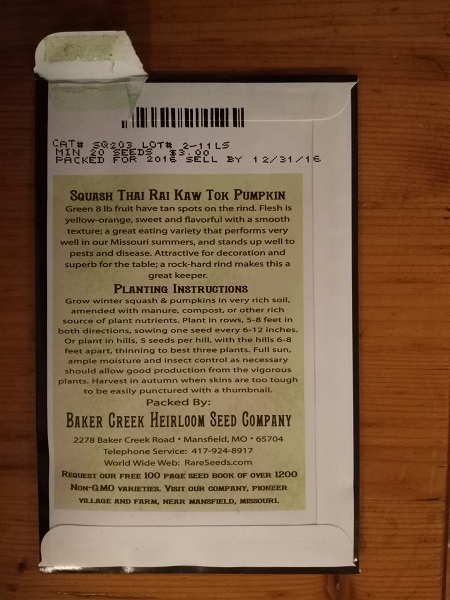 CAT# SQ203 LOT# 2-11LS
MIN 20 SEEDS $3.00
PACKED FOR 2016 SELL BY 12/31/16
Squash Thai Rai Kaw Tok Pumpkin
Green 8 lb fruit have tan spots on the rind. Flesh is
yellow-orange, sweet and flavorful with a smooth
texture; a great eating variety that performs very
well in our Missouri summers, and stands up well to
pests and disease. Attractive for decoration and
superb for the table; a rock-hard rind makes this a
great keeper.
Planting Instructions
Grow winter squash & pumpkins in very rich soil,
amended with manure, compost, or other rich
source of plant nutrients. Plant in rows, 5-8 feet in
both directions, sowing one seed every 6-12 inches.
Or plant in hills, 5 seeds per hill, with the hills 6-8
feet apart, thinning to best three plants. Full sun,
ample moisture and insect control as necessary
should allow good production from the vigorous
plants. Harvest in autumn when skins are too tough
to be easily punctured with a thumbnail.
Packed By:
Baker Creek Heirloom Seed Company
2278 Baker Creek Road • Mansfield, MO • 65704
Telephone Service: 417-924-8917
World Wide Web: RareSeeds.com
Request our free 100 page seed book of over 1200
Non-GMO varieties. Visit our company, pioneer
village and farm, near Mansfield, Missouri.